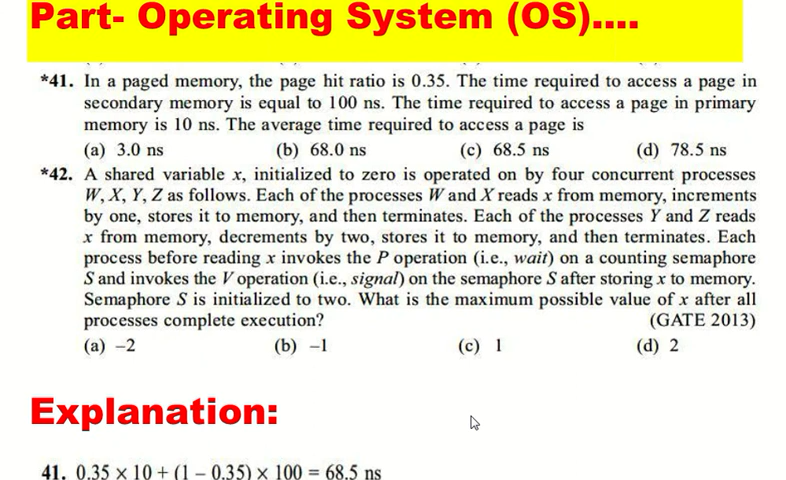 Part- Operating System (OS)....
*41. In a paged memory, the page hit ratio is 0.35. The time required to access a page in
secondary memory is equal to 100 ns. The time required to access a page in primary
memory is 10 ns. The average time required to access a page is
(a) 3.0 ns (b) 68.0 ns (c) 68.5 ns (d) 78.5 ns
*42. A shared variable x, initialized to zero is operated on by four concurrent processes
W, X, Y, Z as follows. Each of the processes W and X reads x from memory, increments
by one, stores it to memory, and then terminates. Each of the processes Y and Z reads
x from memory, decrements by two, stores it to memory, and then terminates. Each
process before reading x invokes the P operation (i.e., wait) on a counting semaphore
S and invokes the V operation (i.e., signal) on the semaphore S after storing x to memory.
Semaphore S is initialized to two. What is the maximum possible value of x after all
processes complete execution? (GATE 2013)
(a) –2 (b) –1 (c) 1 (d) 2
Explanation:
41. 0.35 × 10 + (1 – 0.35) × 100 = 68.5 ns